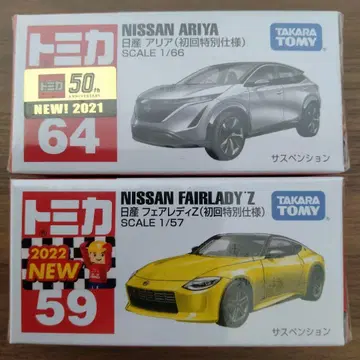 トミカ
NISSAN ARIYA
日産 アリア(初回特別仕様)
SCALE 1/66
TAKARA
TOMY
トミカ 50th
NEW! 2021
64
サスペンション
トミカ
NISSAN FAIRLADY Z
日産 フェアレディZ(初回特別仕様)
SCALE 1/57
TAKARA
TOMY
2022
NEW
59
サスペンション